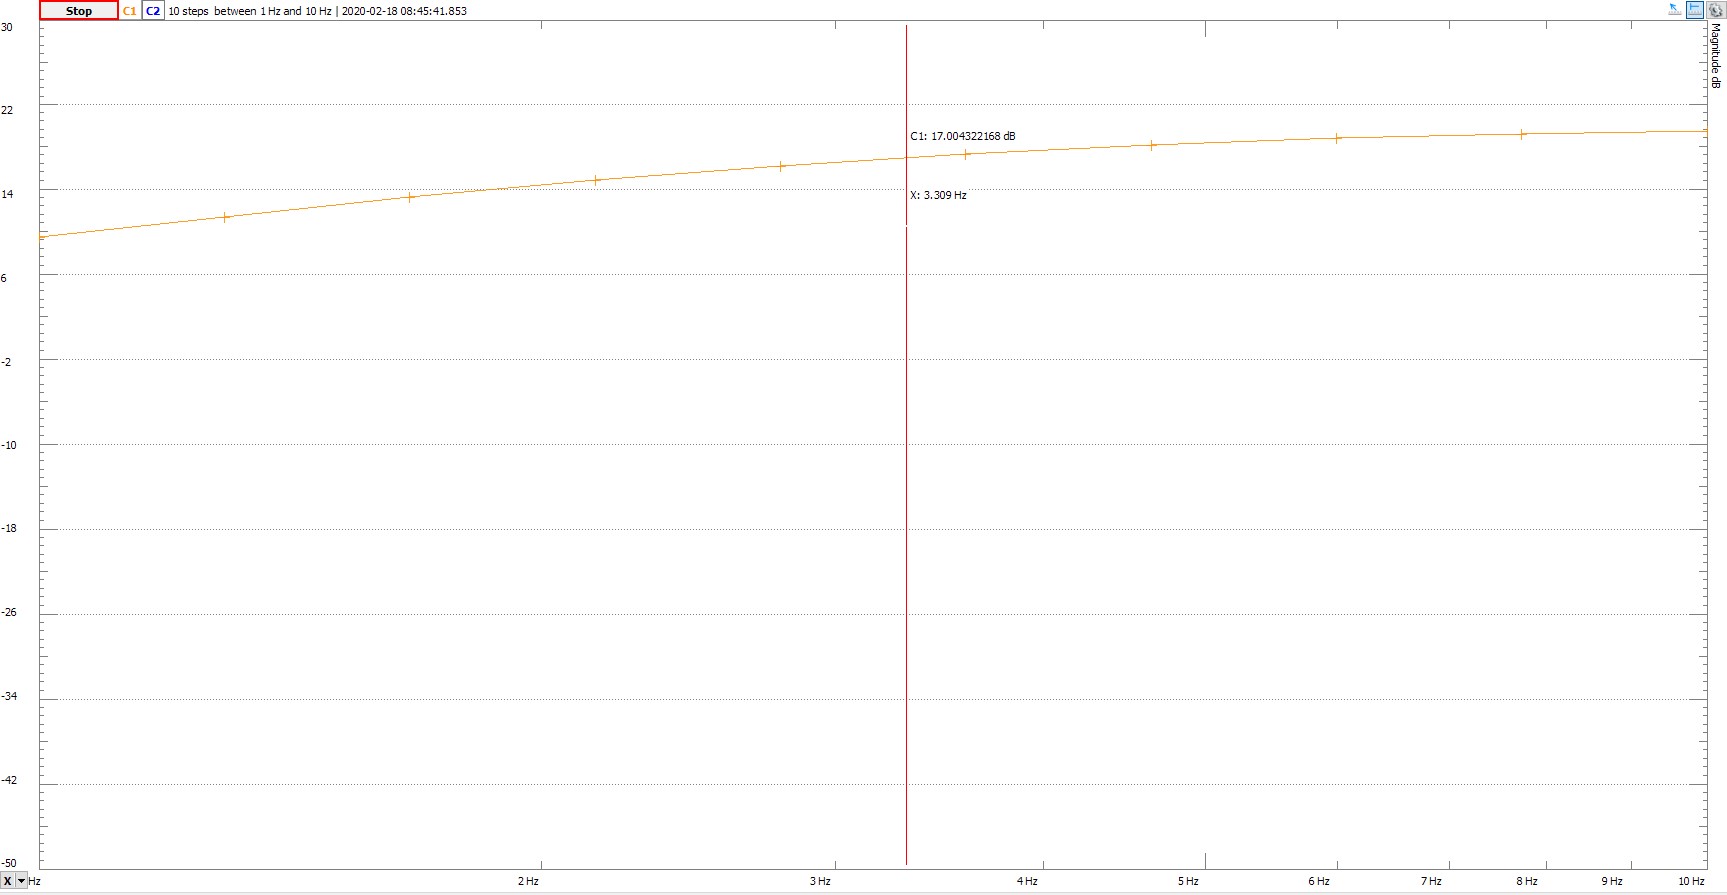 Stop C1 C2 10 steps between 1 Hz and 10 Hz | 2020-02-18 08:45:41.853
Magnitude dB
30
22
14
6
-2
-10
-18
-26
-34
-42
-50
C1: 17.004322168 dB
X: 3.309 Hz
X Hz 2 Hz 3 Hz 4 Hz 5 Hz 6 Hz 7 Hz 8 Hz 9 Hz 10 Hz